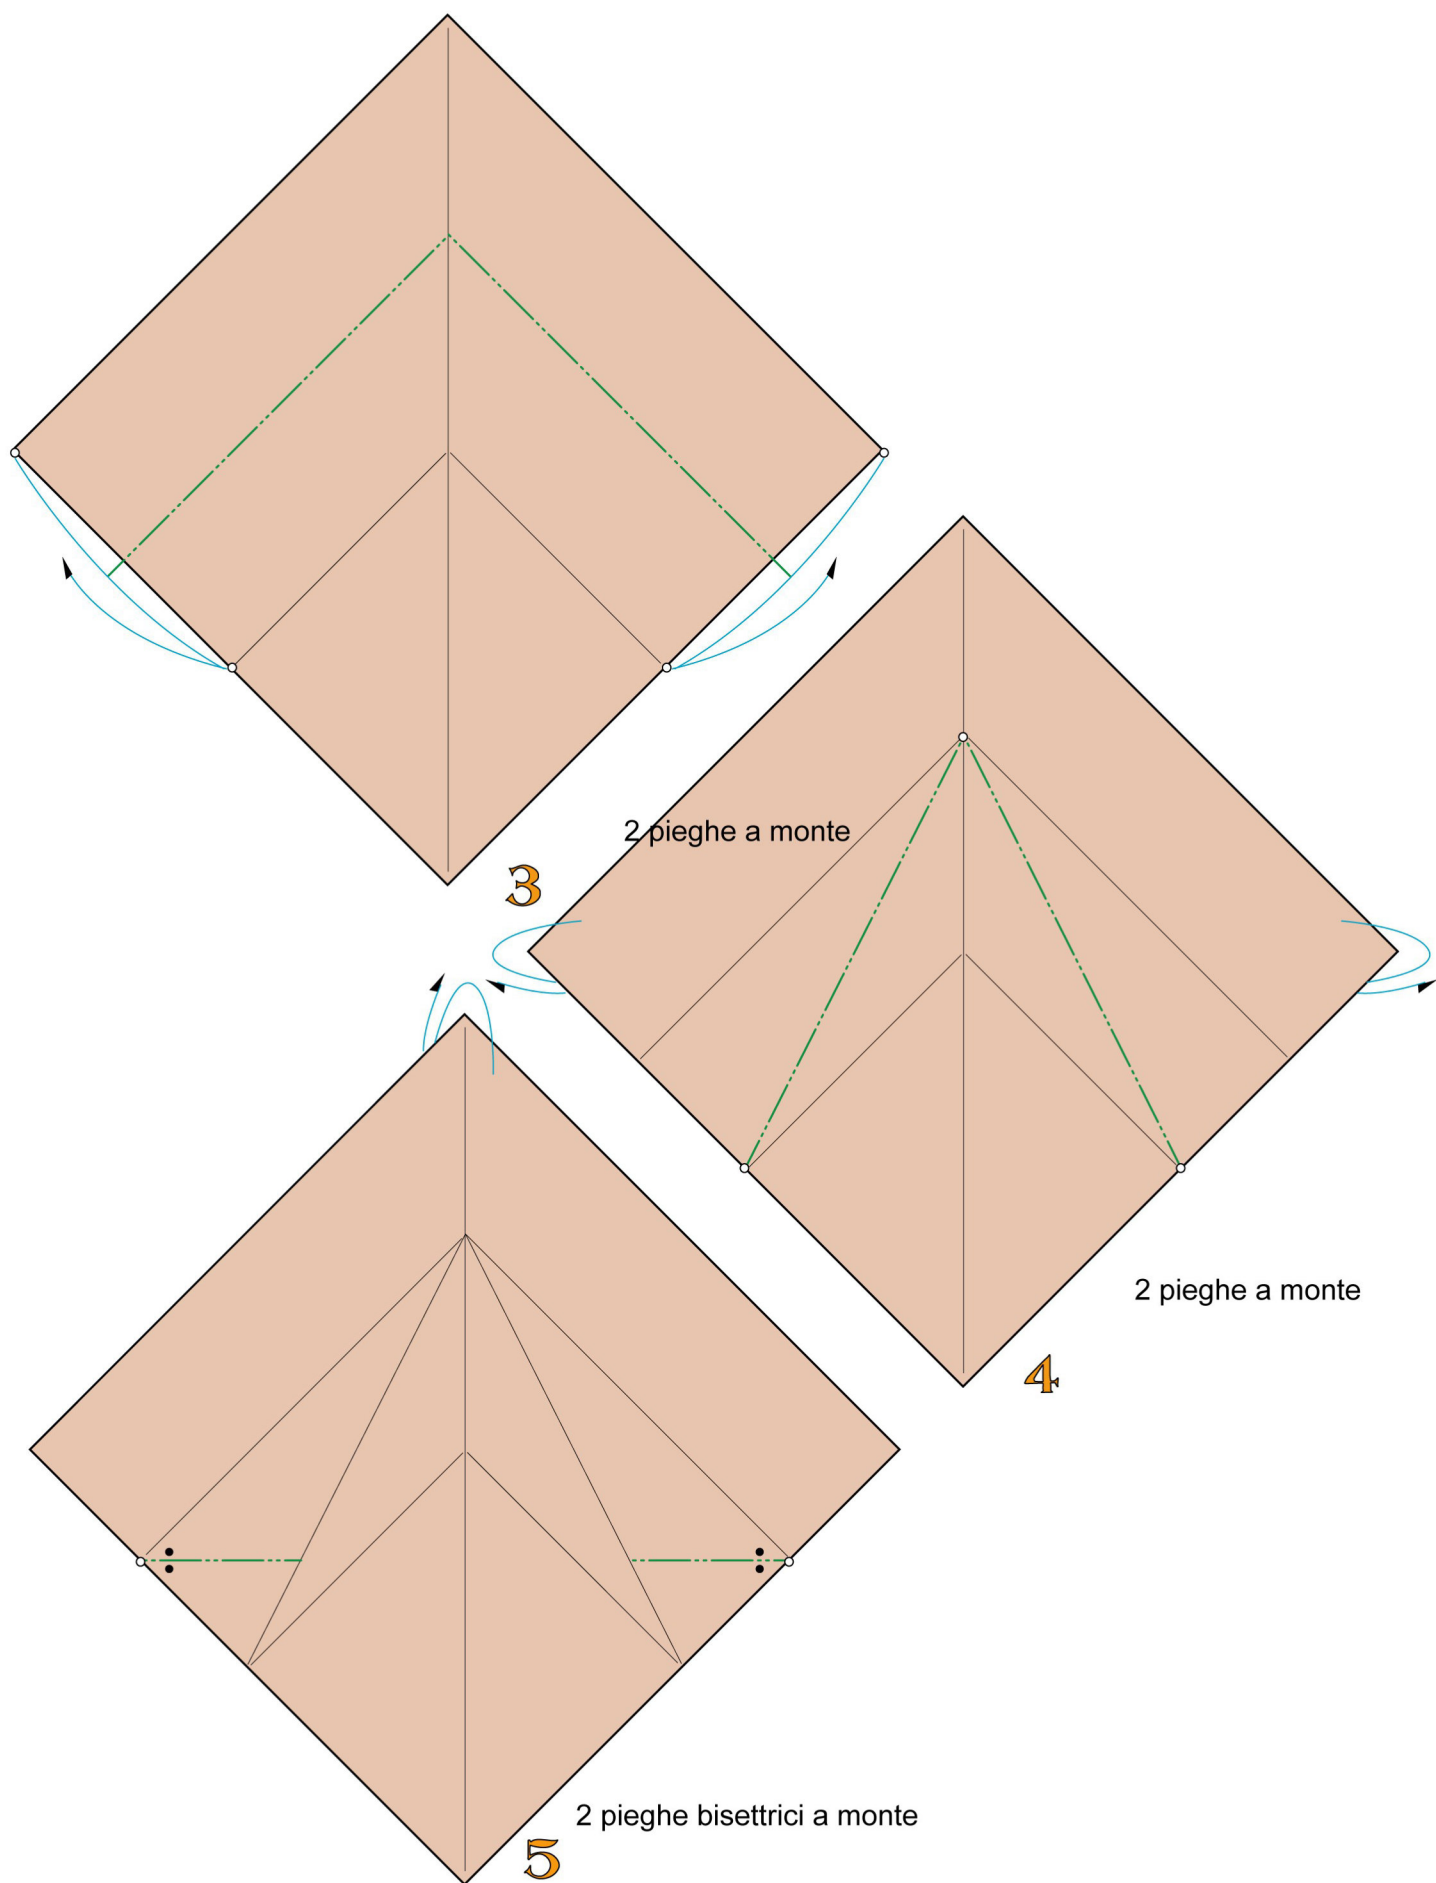 2 pieghe a monte
3
2 pieghe a monte
4
2 pieghe bisettrici a monte
5